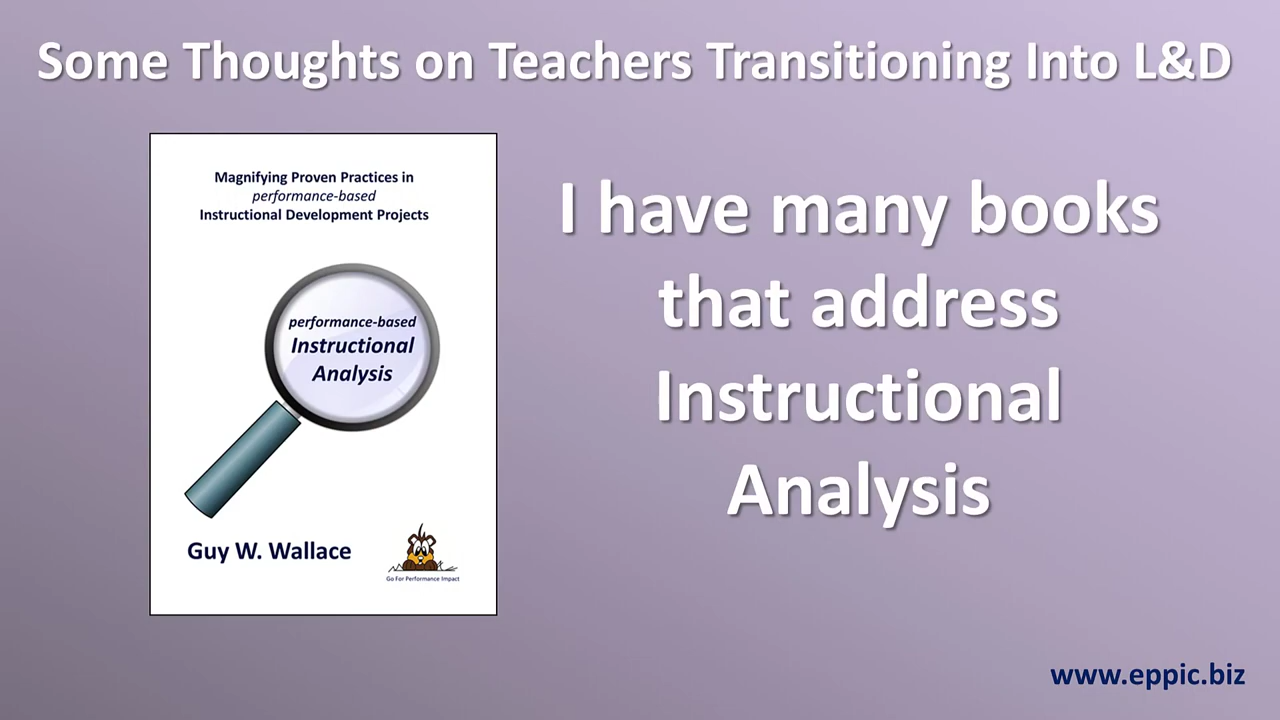 Some Thoughts on Teachers Transitioning Into L&D
Magnifying Proven Practices in
performance-based
Instructional Development Projects
performance-based
Instructional
Analysis
Guy W. Wallace
Go For Performance Impact
I have many books
that address
Instructional
Analysis
www.eppic.biz